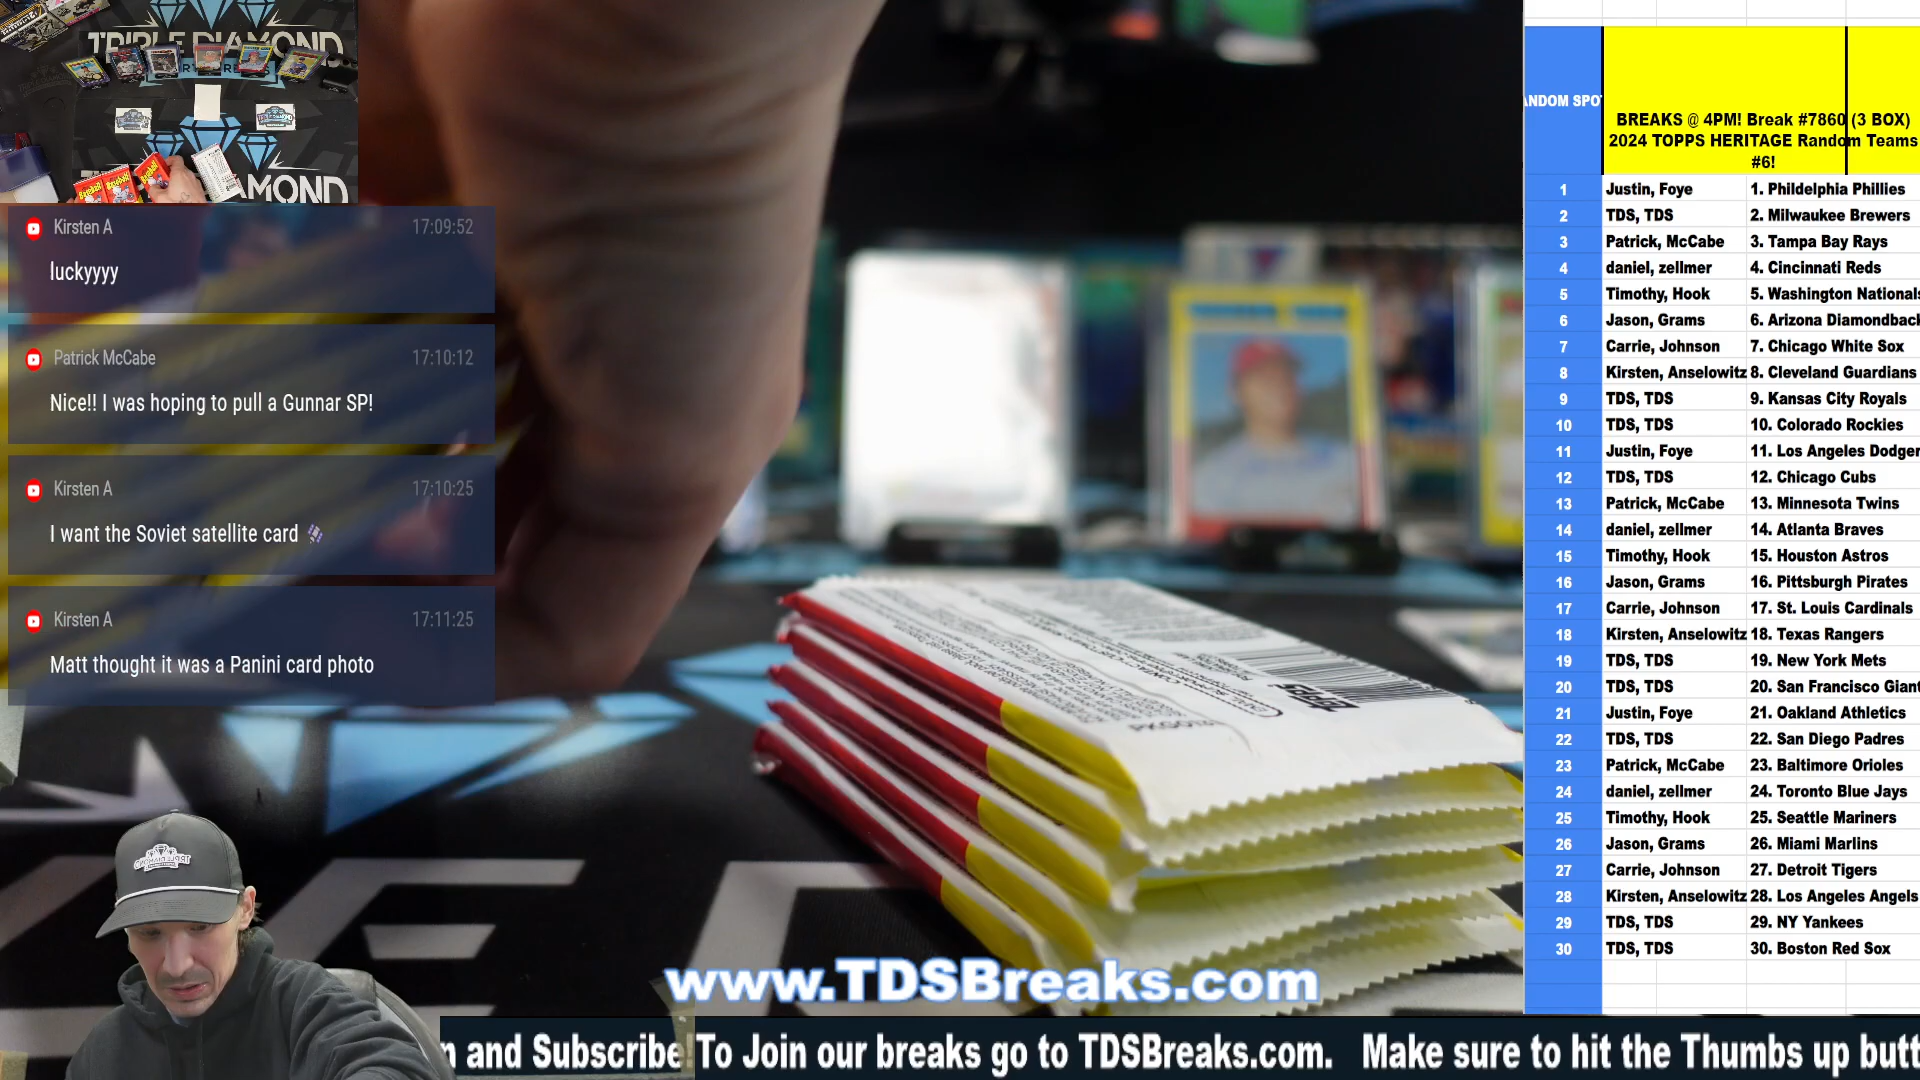 TRIPLE DIAMOND
Kirsten A 17:09:52
luckyyyy
Patrick McCabe 17:10:12
Nice!! I was hoping to pull a Gunnar SP!
Kirsten A 17:10:25
I want the Soviet satellite card 🛰
Kirsten A 17:11:25
Matt thought it was a Panini card photo
ANDOM SPO
BREAKS @ 4PM! Break #7860 (3 BOX)
2024 TOPPS HERITAGE Random Teams
#6!
1 Justin, Foye 1. Phildelphia Phillies
2 TDS, TDS 2. Milwaukee Brewers
3 Patrick, McCabe 3. Tampa Bay Rays
4 daniel, zellmer 4. Cincinnati Reds
5 Timothy, Hook 5. Washington Nationals
6 Jason, Grams 6. Arizona Diamondback
7 Carrie, Johnson 7. Chicago White Sox
8 Kirsten, Anselowitz 8. Cleveland Guardians
9 TDS, TDS 9. Kansas City Royals
10 TDS, TDS 10. Colorado Rockies
11 Justin, Foye 11. Los Angeles Dodger
12 TDS, TDS 12. Chicago Cubs
13 Patrick, McCabe 13. Minnesota Twins
14 daniel, zellmer 14. Atlanta Braves
15 Timothy, Hook 15. Houston Astros
16 Jason, Grams 16. Pittsburgh Pirates
17 Carrie, Johnson 17. St. Louis Cardinals
18 Kirsten, Anselowitz 18. Texas Rangers
19 TDS, TDS 19. New York Mets
20 TDS, TDS 20. San Francisco Giant
21 Justin, Foye 21. Oakland Athletics
22 TDS, TDS 22. San Diego Padres
23 Patrick, McCabe 23. Baltimore Orioles
24 daniel, zellmer 24. Toronto Blue Jays
25 Timothy, Hook 25. Seattle Mariners
26 Jason, Grams 26. Miami Marlins
27 Carrie, Johnson 27. Detroit Tigers
28 Kirsten, Anselowitz 28. Los Angeles Angels
29 TDS, TDS 29. NY Yankees
30 TDS, TDS 30. Boston Red Sox
www.TDSBreaks.com
n and Subscribe! To Join our breaks go to TDSBreaks.com. Make sure to hit the Thumbs up butt